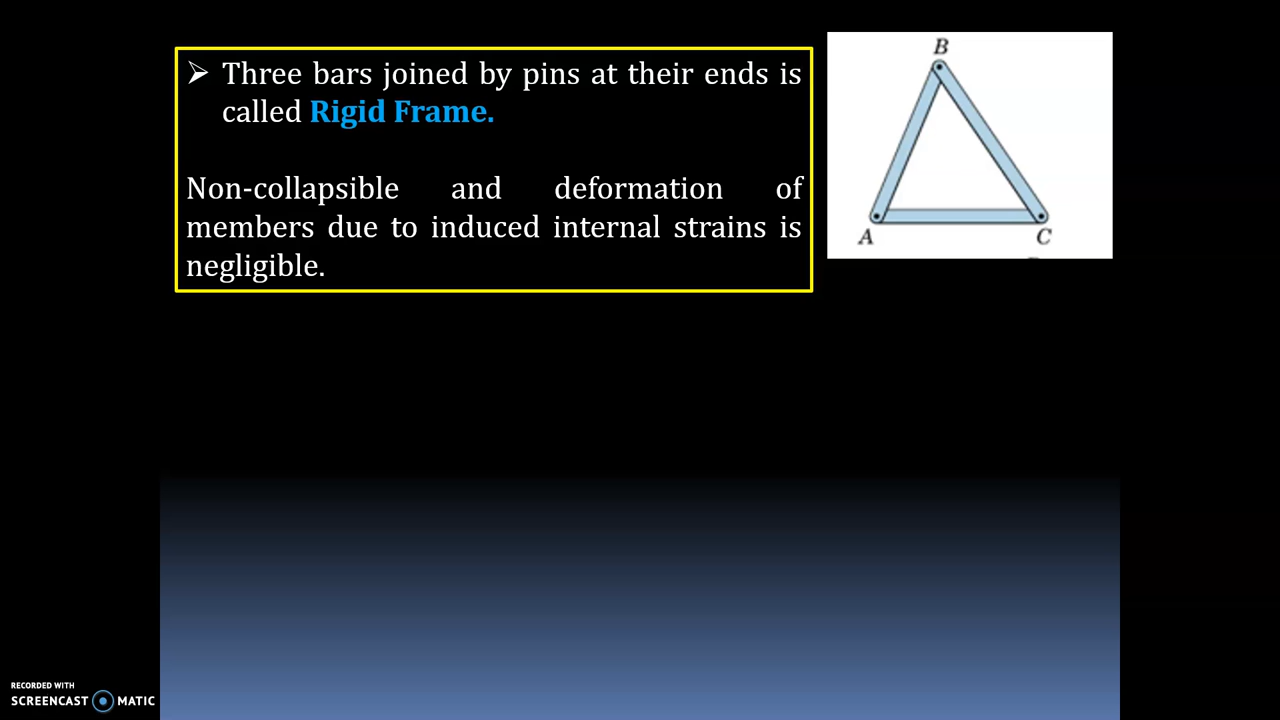 ➢ Three bars joined by pins at their ends is
called Rigid Frame.
Non-collapsible and deformation of
members due to induced internal strains is
negligible.
B
A
C
RECORDED WITH
SCREENCAST MATIC